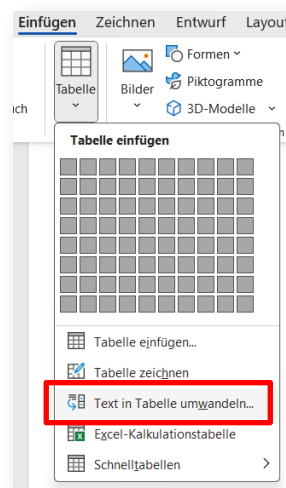 Einfügen Zeichnen Entwurf Layout
Formen
Piktogramme
Tabelle Bilder
3D-Modelle
Tabelle einfügen
Tabelle einfügen...
Tabelle zeichnen
Text in Tabelle umwandeln...
Excel-Kalkulationstabelle
Schnelltabellen